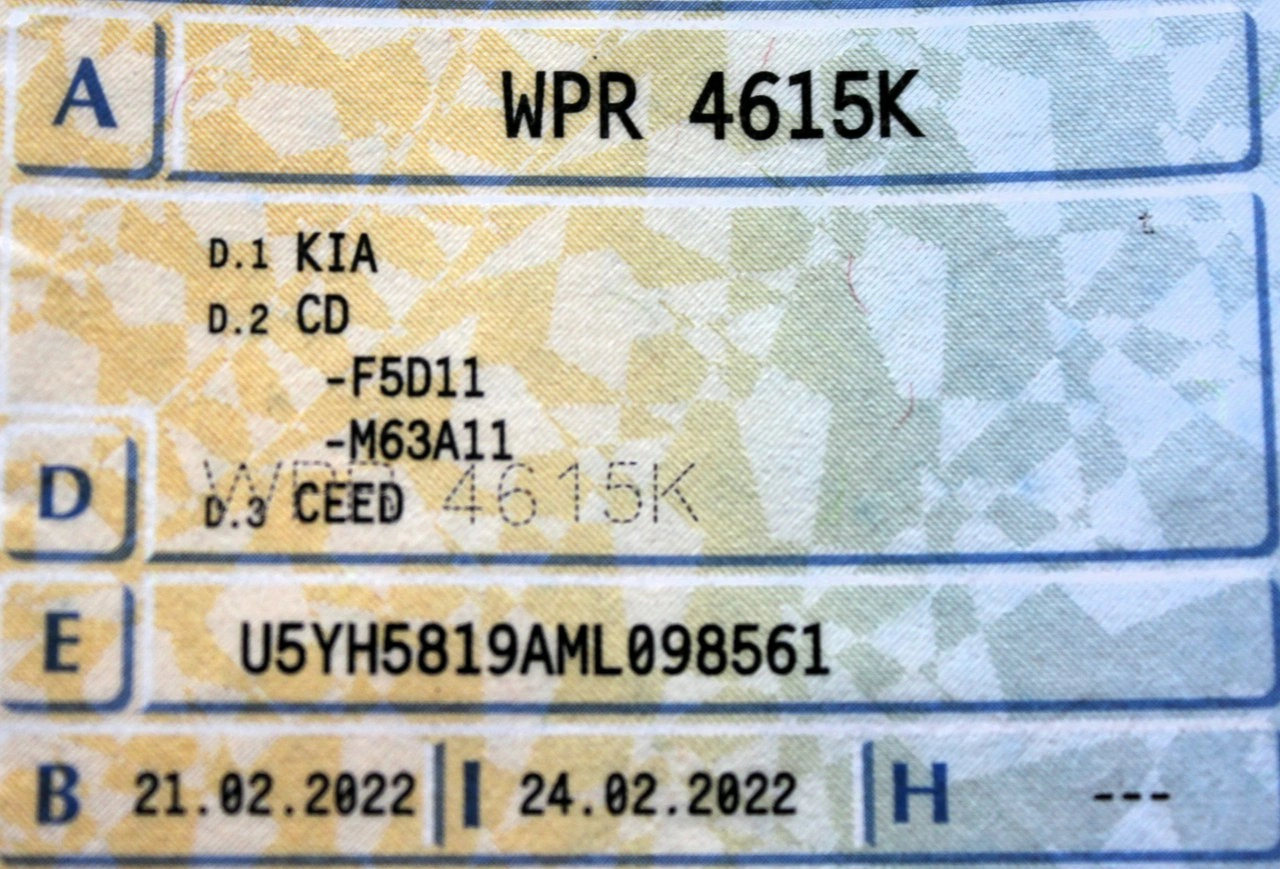 A WPR 4615K
D.1 KIA
D.2 CD
-F5D11
-M63A11
WPR 4615K
D D.3 CEED
E U5YH5819AML098561
B 21.02.2022 I 24.02.2022 H ---